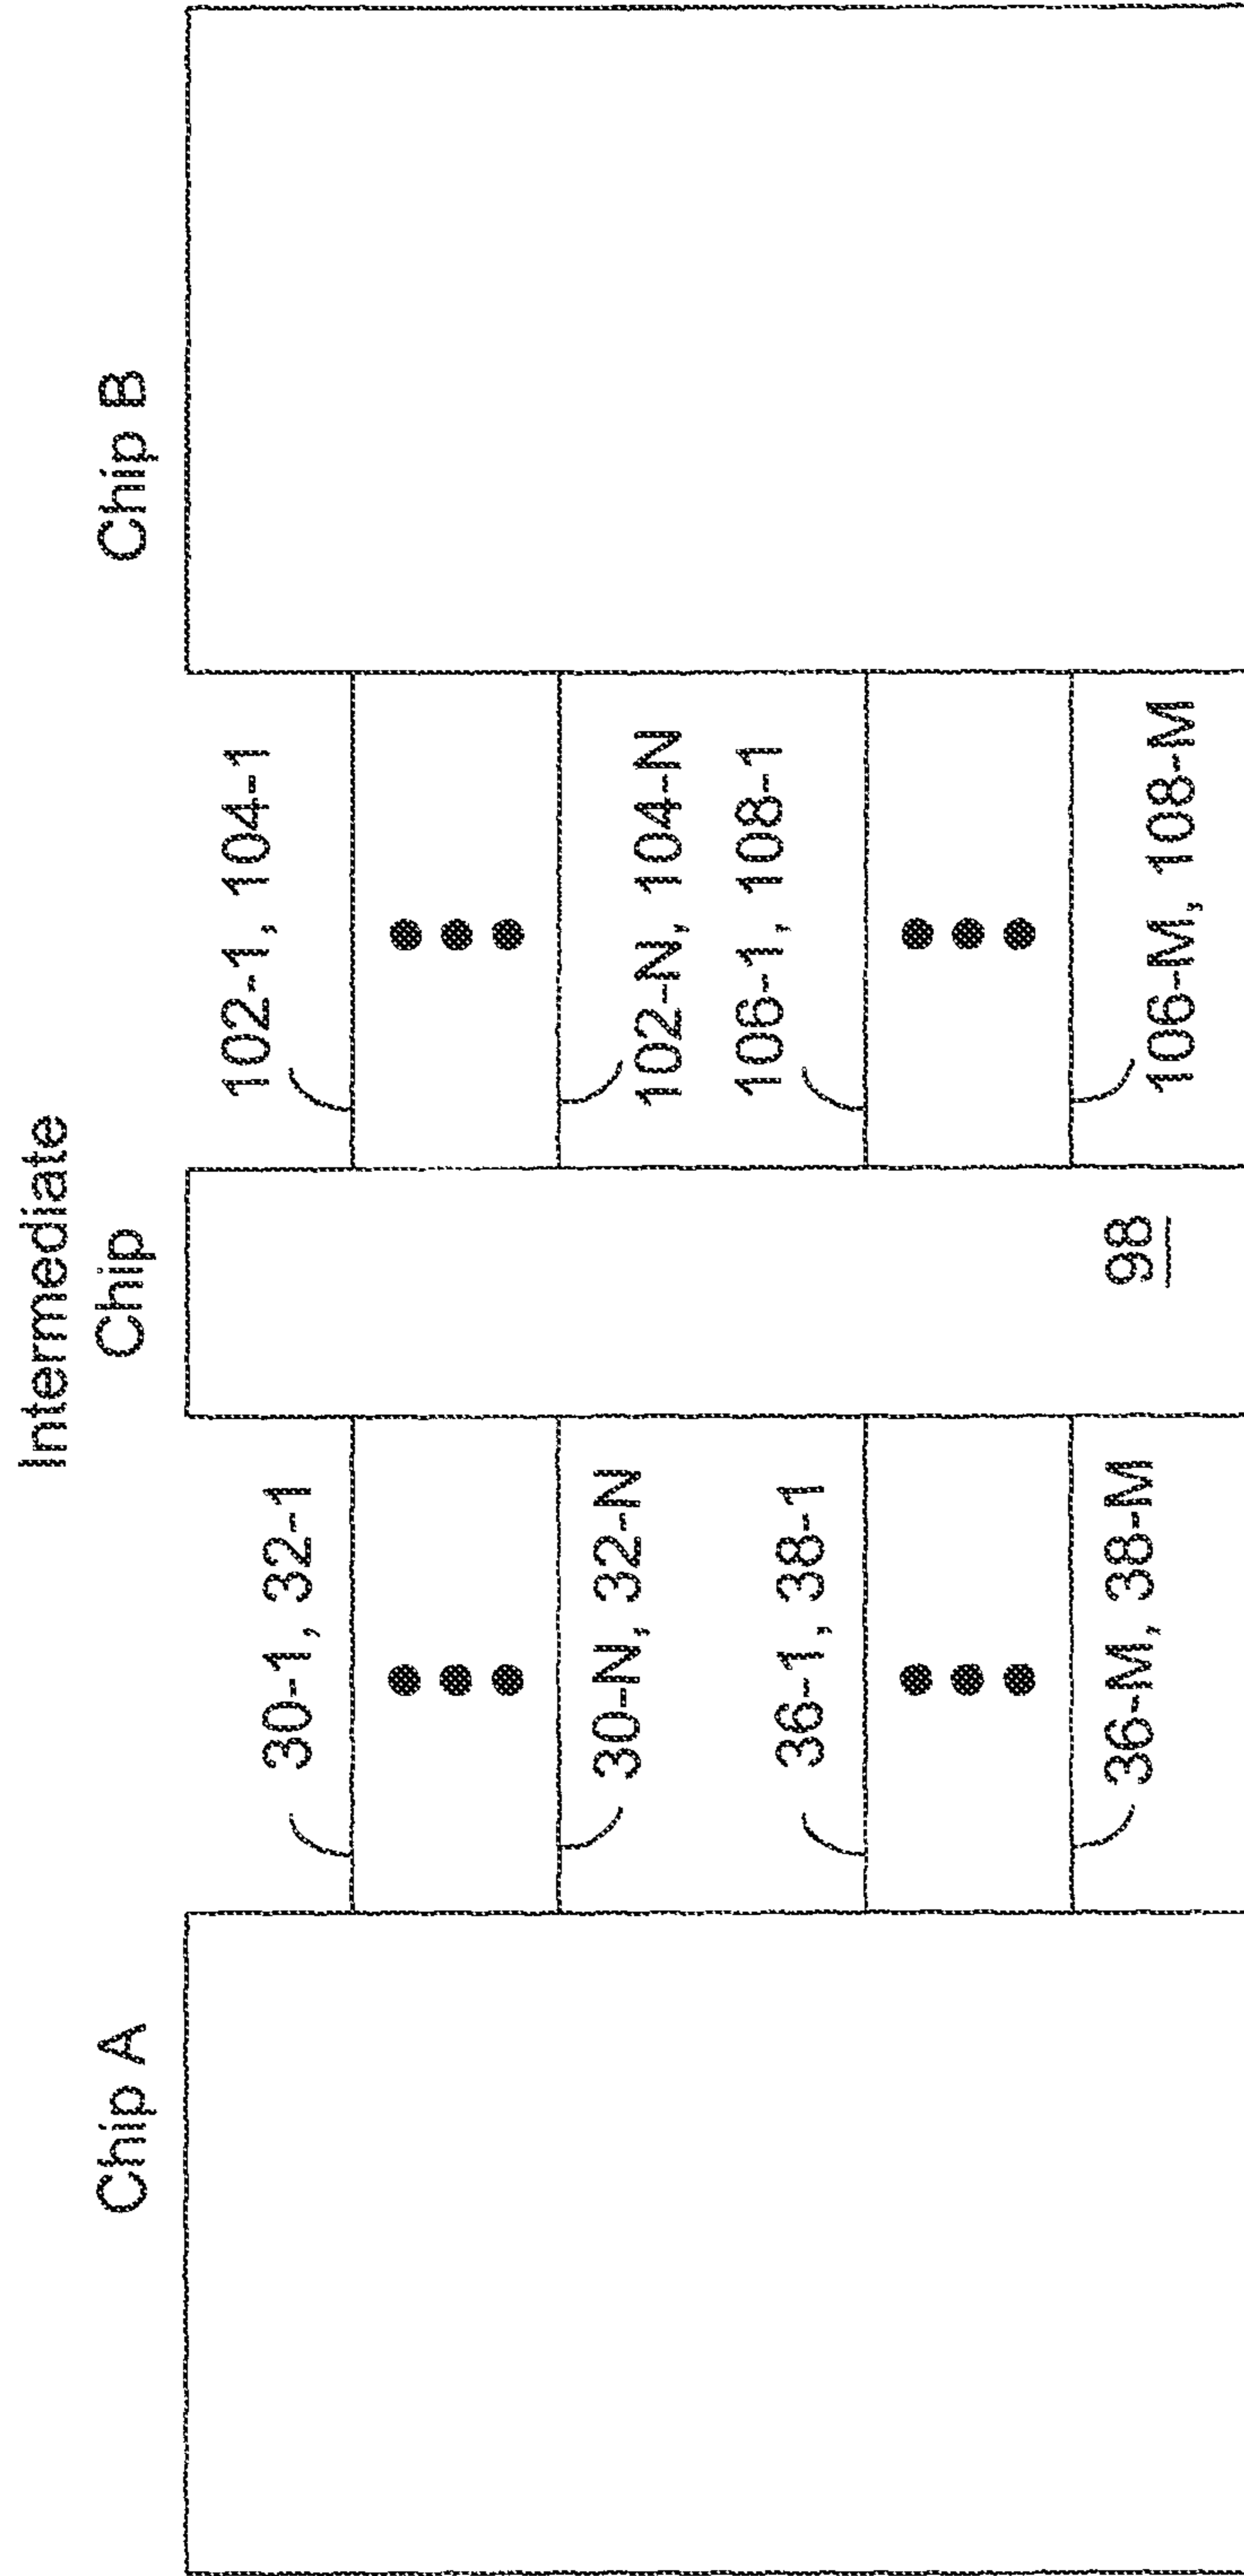 Intermediate
Chip A
Chip
Chip B
30-1, 32-1
102-1, 104-1
30-N, 32-N
102-N, 104-N
36-1, 38-1
106-1, 108-1
36-M, 38-M
98
106-M, 108-M